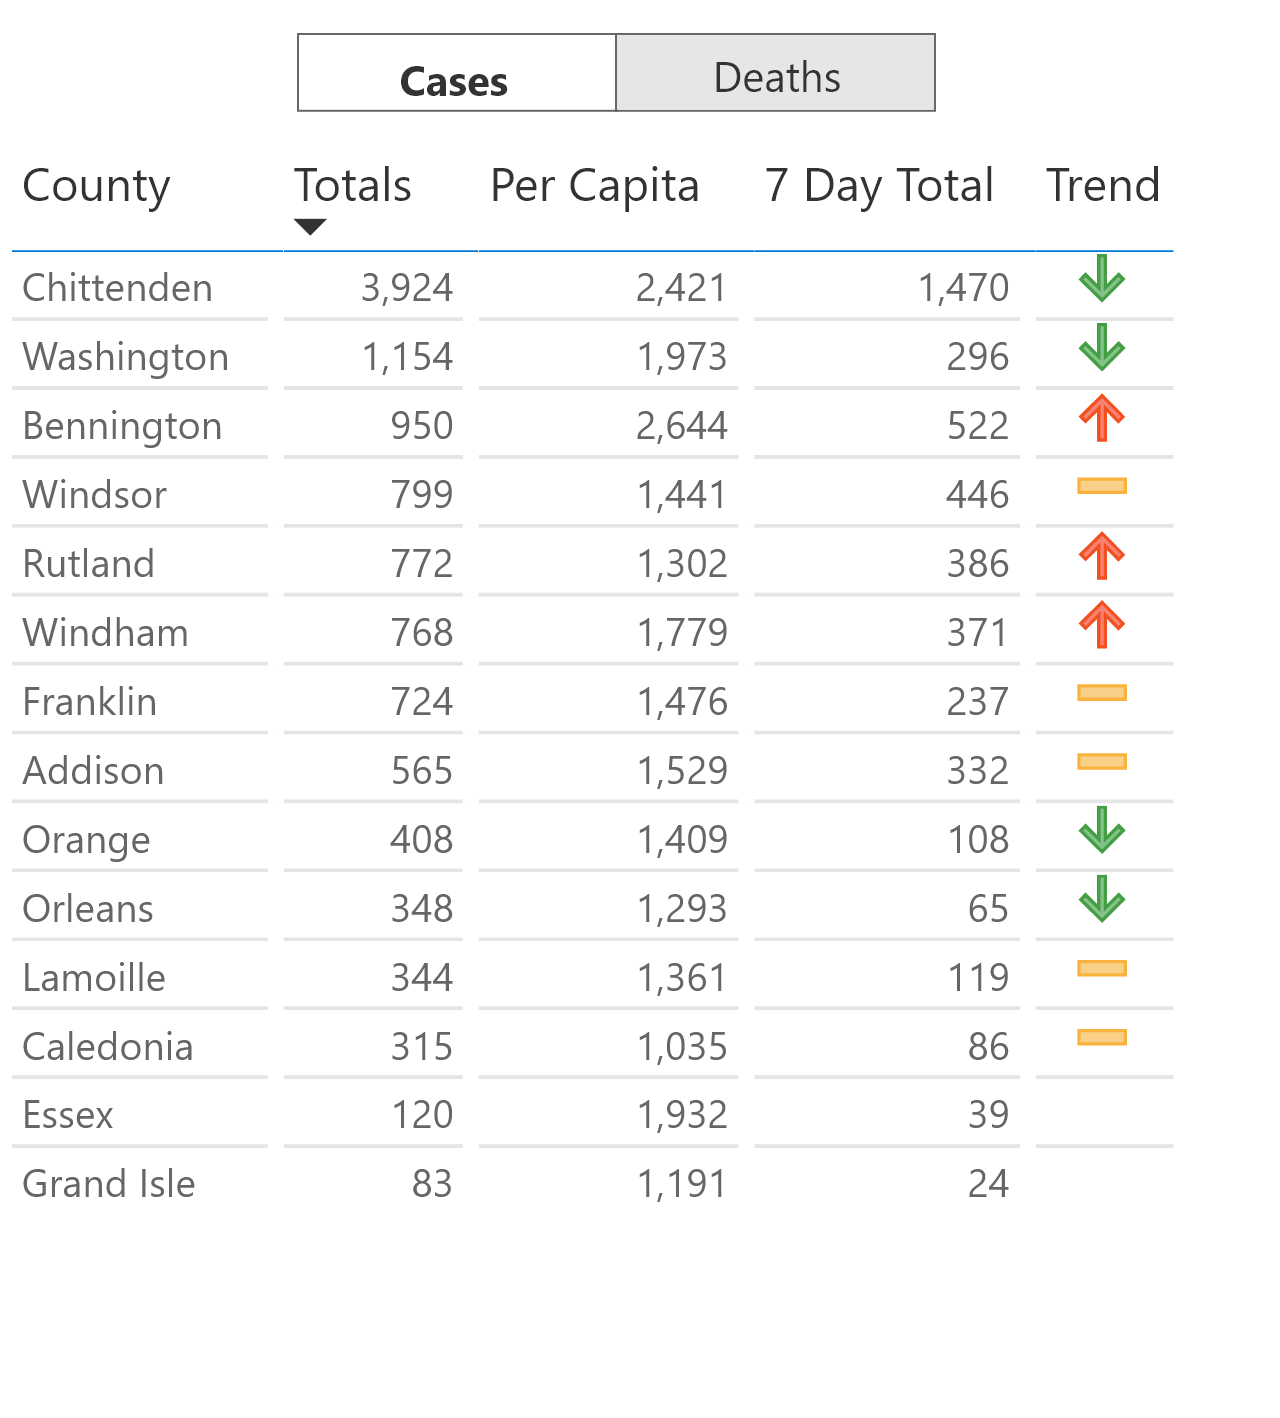 Cases Deaths
County Totals Per Capita 7 Day Total Trend
Chittenden 3,924 2,421 1,470
Washington 1,154 1,973 296
Bennington 950 2,644 522
Windsor 799 1,441 446
Rutland 772 1,302 386
Windham 768 1,779 371
Franklin 724 1,476 237
Addison 565 1,529 332
Orange 408 1,409 108
Orleans 348 1,293 65
Lamoille 344 1,361 119
Caledonia 315 1,035 86
Essex 120 1,932 39
Grand Isle 83 1,191 24